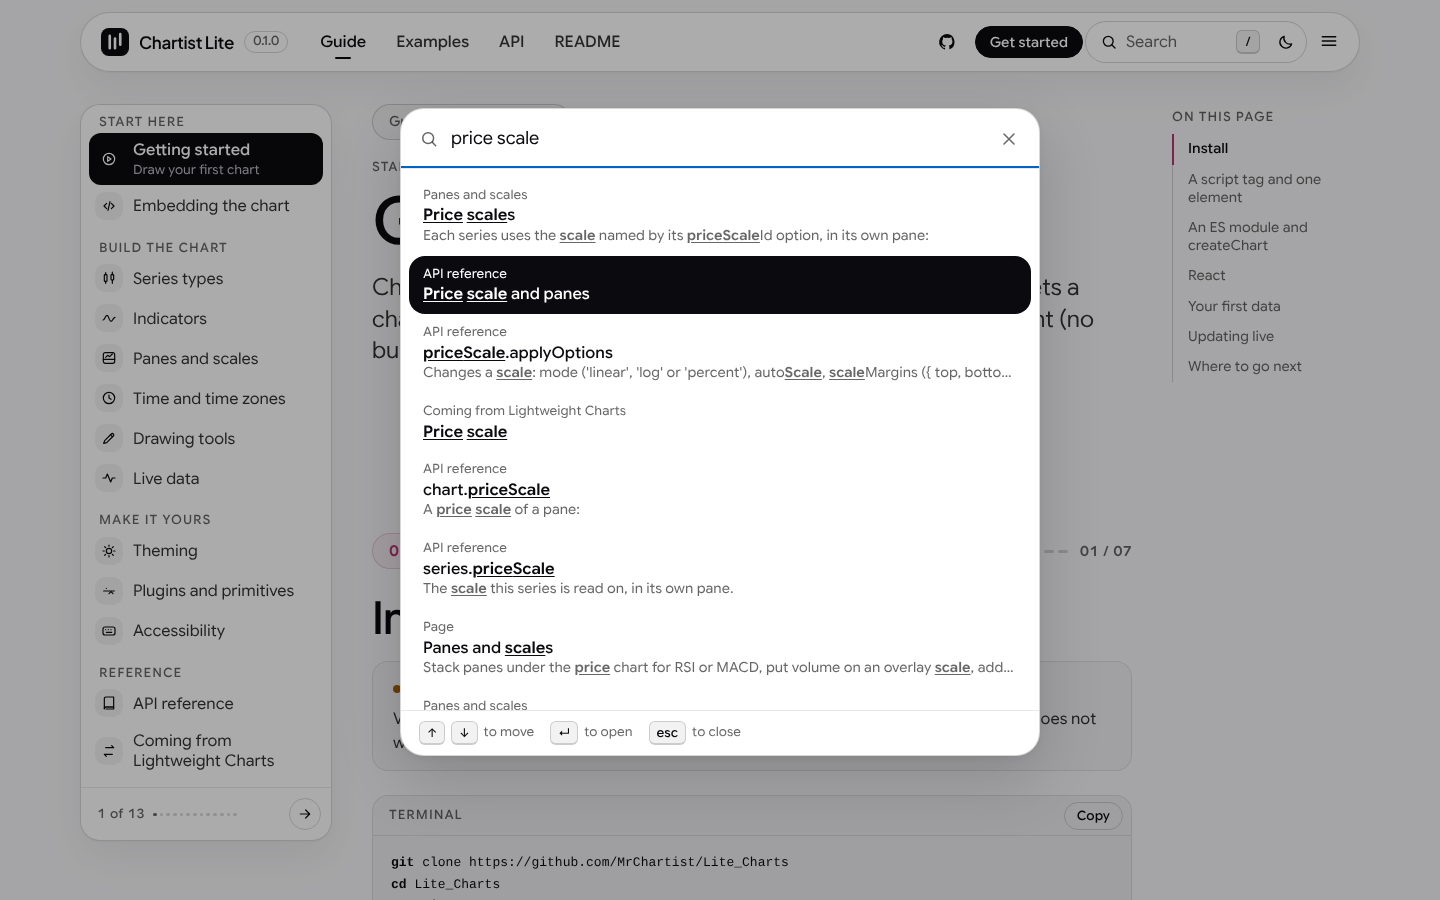 Chartist Lite
0.1.0
Guide
Examples
API
README
Get started
Search
/
START HERE
Getting started
Draw your first chart
Embedding the chart
BUILD THE CHART
Series types
Indicators
Panes and scales
Time and time zones
Drawing tools
Live data
MAKE IT YOURS
Theming
Plugins and primitives
Accessibility
REFERENCE
API reference
Coming from
Lightweight Charts
1 of 13
price scale
Panes and scales
Price scales
Each series uses the scale named by its priceScaleId option, in its own pane:
API reference
Price scale and panes
API reference
priceScale.applyOptions
Changes a scale: mode ('linear', 'log' or 'percent'), autoScale, scaleMargins ({ top, botto...
Coming from Lightweight Charts
Price scale
API reference
chart.priceScale
A price scale of a pane:
API reference
series.priceScale
The scale this series is read on, in its own pane.
Page
Panes and scales
Stack panes under the price chart for RSI or MACD, put volume on an overlay scale, add...
Panes and scales
↑ ↓ to move
↵ to open
esc to close
01 / 07
TERMINAL
Copy
git clone https://github.com/MrChartist/Lite_Charts
cd Lite_Charts
ON THIS PAGE
Install
A script tag and one
element
An ES module and
createChart
React
Your first data
Updating live
Where to go next